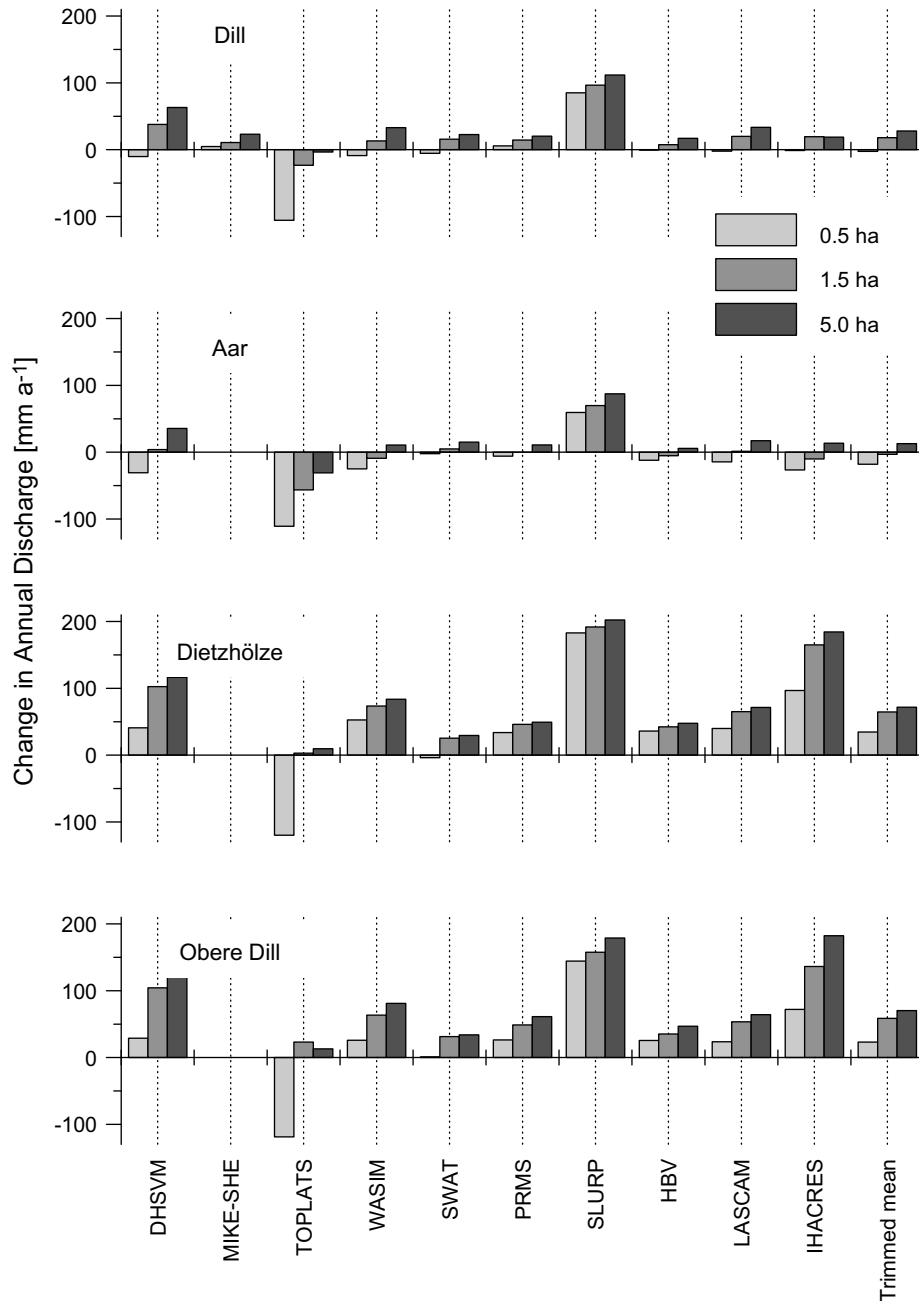 Change in Annual Discharge [mm a⁻¹]
200
100
0
-100
Dill
0.5 ha
1.5 ha
5.0 ha
200
100
0
-100
Aar
200
100
0
-100
Dietzhölze
200
100
0
-100
Obere Dill
DHSVM
MIKE-SHE
TOPLATS
WASIM
SWAT
PRMS
SLURP
HBV
LASCAM
IHACRES
Trimmed mean